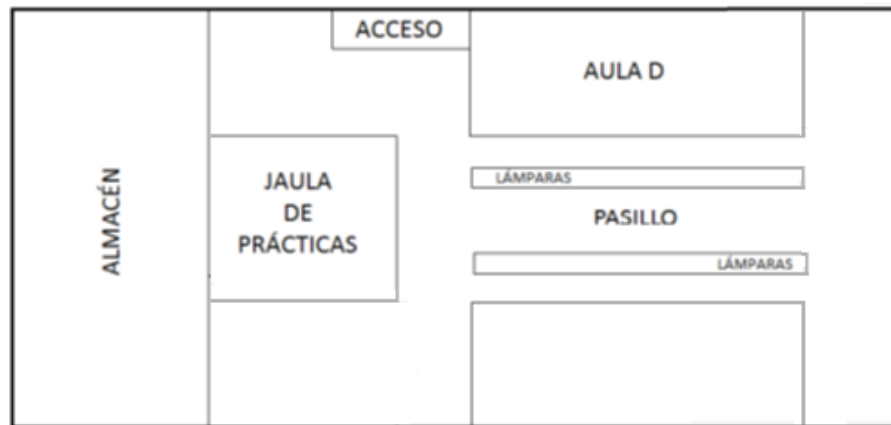 ACCESO
AULA D
ALMACÉN
JAULA
DE
PRÁCTICAS
LÁMPARAS
PASILLO
LÁMPARAS